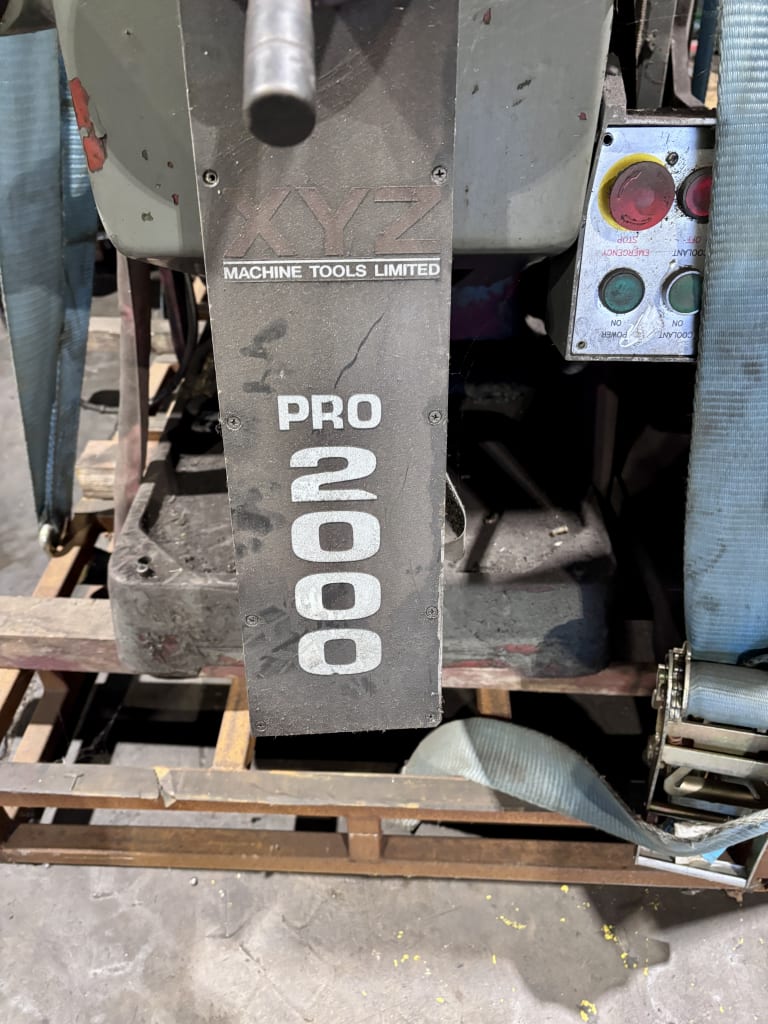 XYZ
MACHINE TOOLS LIMITED
PRO
2000
COOLANT
ON
POWER
ON
EMERGENCY
STOP
COOLANT
OFF